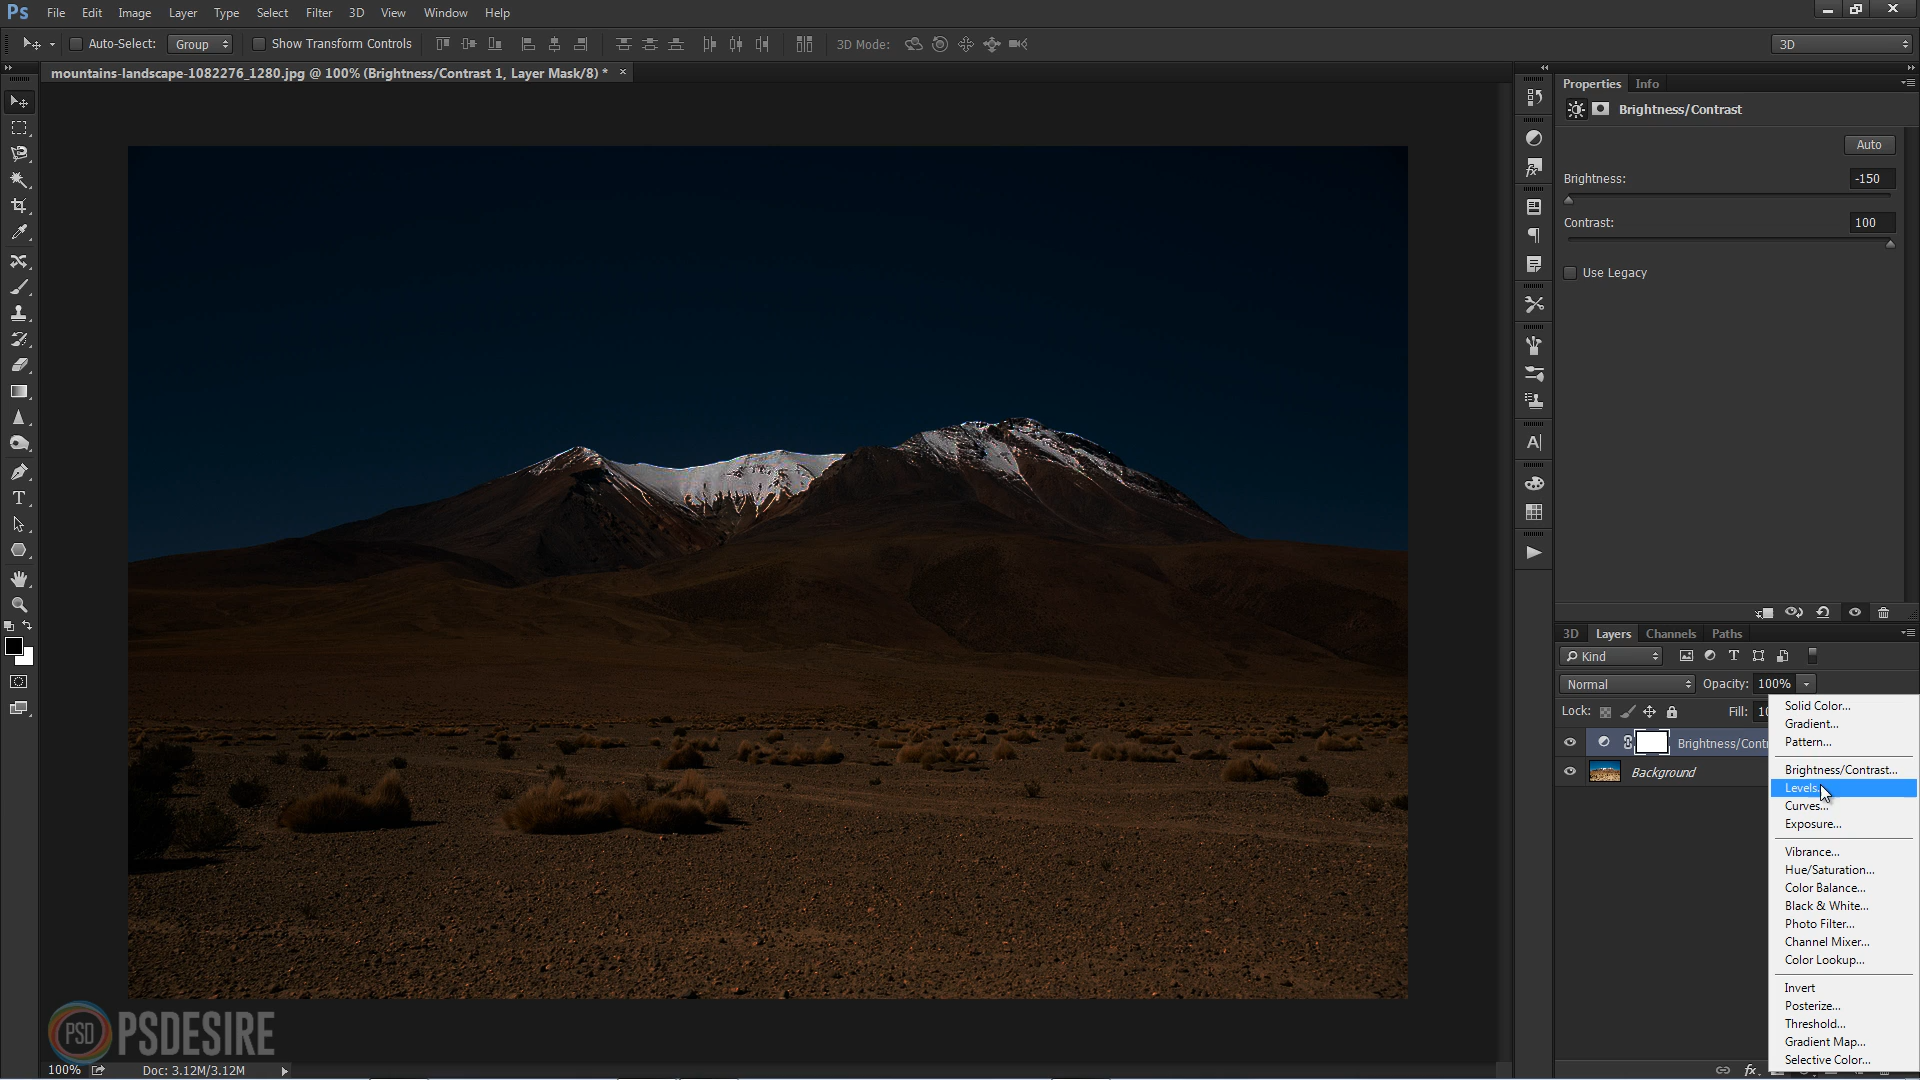 Ps File Edit Image Layer Type Select Filter 3D View Window Help
Auto-Select: Group Show Transform Controls 3D Mode: 3D
mountains-landscape-1082276_1280.jpg @ 100% (Brightness/Contrast 1, Layer Mask/8) * ×
Properties Info
Brightness/Contrast
Auto
Brightness: -150
Contrast: 100
Use Legacy
3D Layers Channels Paths
Kind
Normal Opacity: 100%
Lock: Fill: 10
Brightness/Contr
Background
Solid Color...
Gradient...
Pattern...
Brightness/Contrast...
Levels...
Curves...
Exposure...
Vibrance...
Hue/Saturation...
Color Balance...
Black & White...
Photo Filter...
Channel Mixer...
Color Lookup...
Invert
Posterize...
Threshold...
Gradient Map...
Selective Color...
PSD PSDESIRE
100% Doc: 3.12M/3.12M